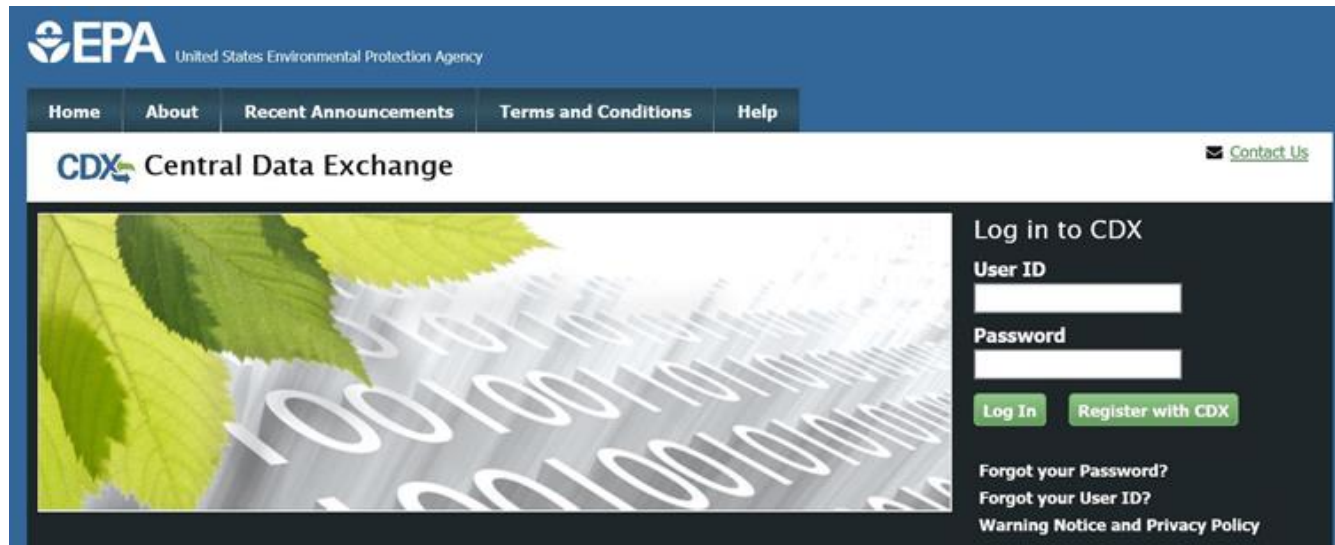 EPA United States Environmental Protection Agency
Home About Recent Announcements Terms and Conditions Help
CDX Central Data Exchange
Contact Us
Log in to CDX
User ID
Password
Log In Register with CDX
Forgot your Password?
Forgot your User ID?
Warning Notice and Privacy Policy